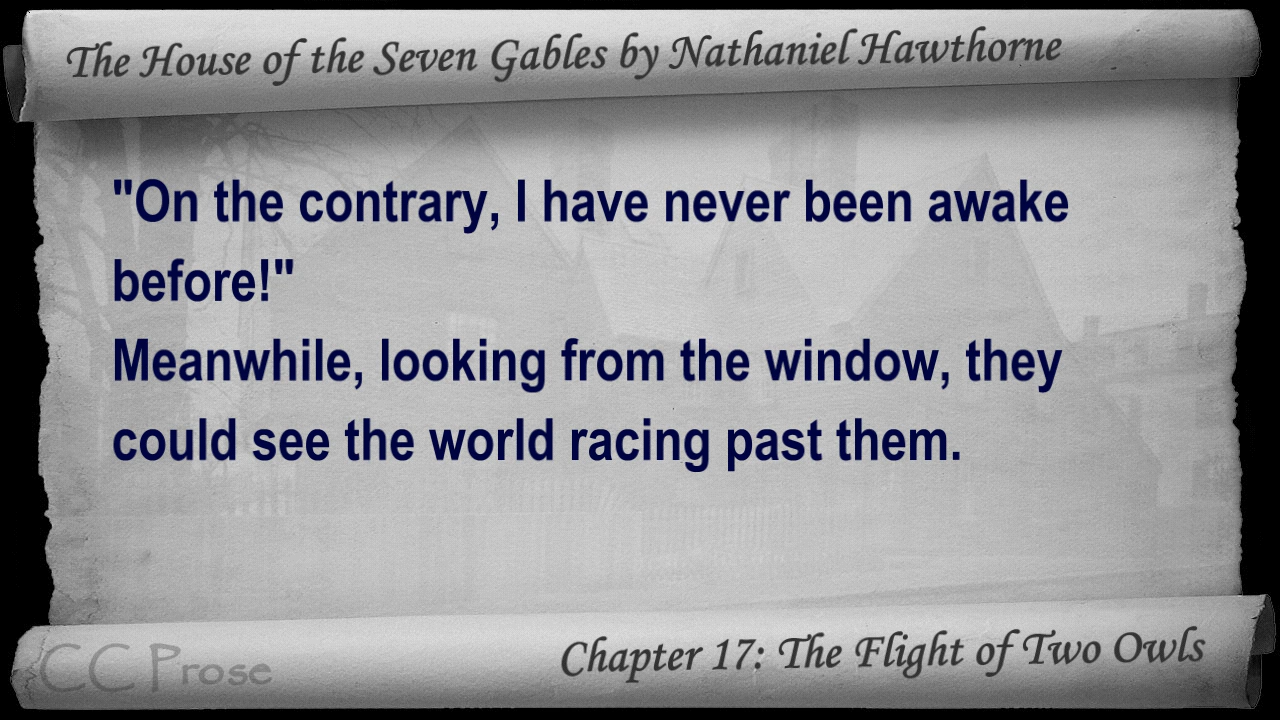 The House of the Seven Gables by Nathaniel Hawthorne
"On the contrary, I have never been awake
before!"
Meanwhile, looking from the window, they
could see the world racing past them.
CC Prose
Chapter 17: The Flight of Two Owls